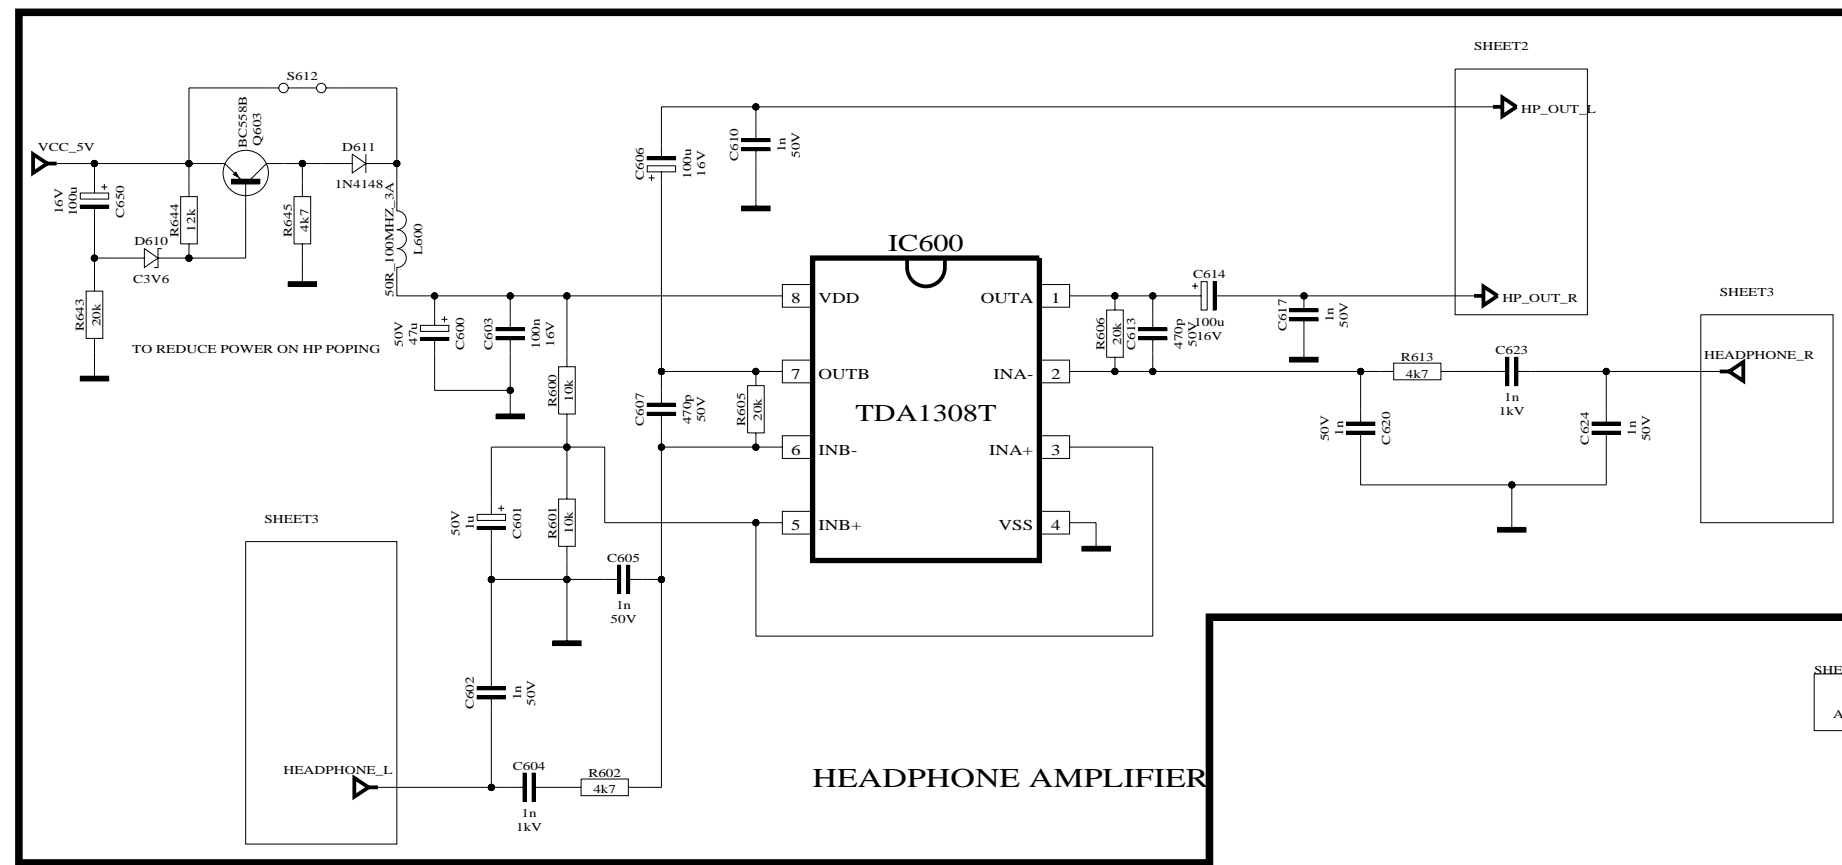 SHEET2
HP_OUT_L
HP_OUT_R
SHEET3
HEADPHONE_R
S612
BC558B
Q603
VCC_5V
D611
1N4148
16V
100u
C650
+
R644
12k
R645
4k7
D610
C3V6
R643
20k
50R_100MHZ_3A
L600
TO REDUCE POWER ON HP POPING
50V
47u
C600
+
C603
100n
16V
R600
10k
C606
100u
16V
+
C610
1n
50V
IC600
TDA1308T
8 VDD
7 OUTB
6 INB-
5 INB+
OUTA 1
INA- 2
INA+ 3
VSS 4
C607
470p
50V
R605
20k
R606
20k
C613
470p
50V
C614
+
100u
16V
C617
1n
50V
R613
4k7
C623
1n
1kV
50V
1n
C620
C624
1n
50V
50V
1u
C601
+
R601
10k
C605
1n
50V
SHEET3
HEADPHONE_L
C602
1n
50V
C604
1n
1kV
R602
4k7
HEADPHONE AMPLIFIER
SHE
A